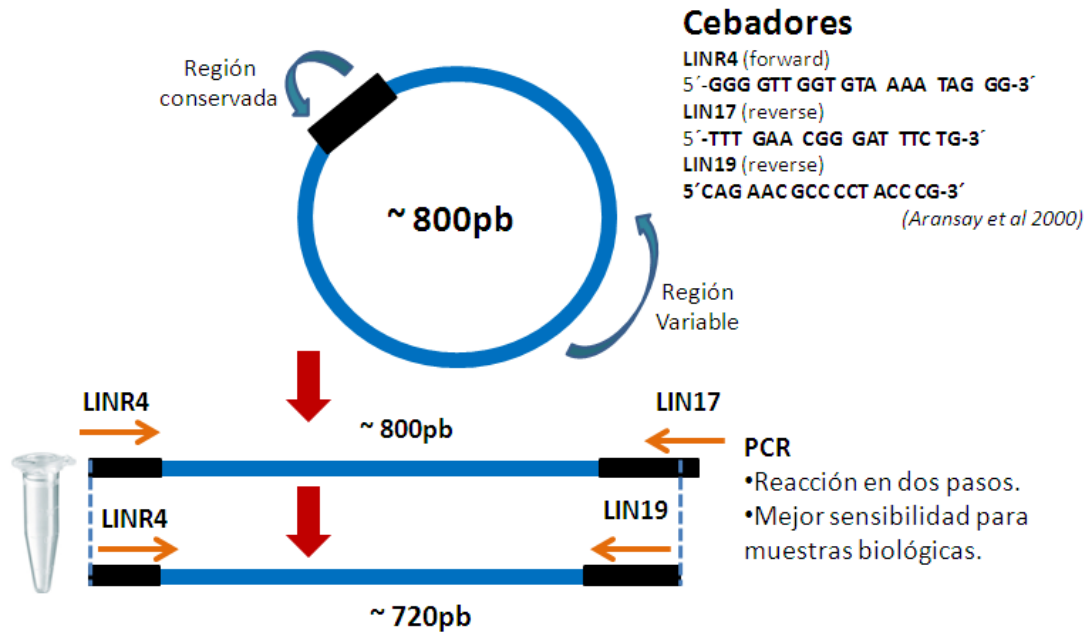 Cebadores
LINR4 (forward)
5´-GGG GTT GGT GTA AAA TAG GG-3´
LIN17 (reverse)
5´-TTT GAA CGG GAT TTC TG-3´
LIN19 (reverse)
5´CAG AAC GCC CCT ACC CG-3´
(Aransay et al 2000)
Región
conservada
~ 800pb
Región
Variable
LINR4
~ 800pb
LIN17
LINR4
LIN19
~ 720pb
PCR
•Reacción en dos pasos.
•Mejor sensibilidad para
muestras biológicas.